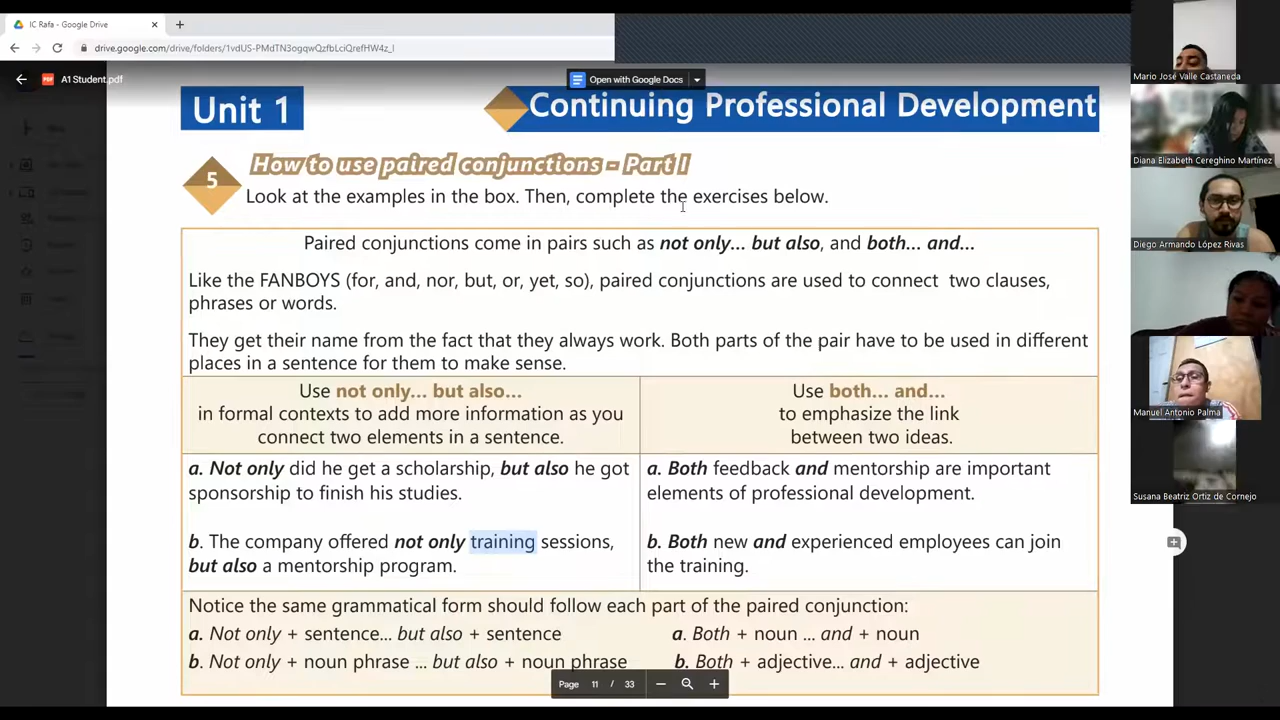 IC Rafa - Google Drive
drive.google.com/drive/folders/1vdUS-PMdTN3ogqwQzfbLciQrefHW4z_l
A1 Student.pdf
Open with Google Docs
Unit 1
Continuing Professional Development
5
How to use paired conjunctions - Part I
Look at the examples in the box. Then, complete the exercises below.
Paired conjunctions come in pairs such as not only... but also, and both... and...
Like the FANBOYS (for, and, nor, but, or, yet, so), paired conjunctions are used to connect two clauses,
phrases or words.
They get their name from the fact that they always work. Both parts of the pair have to be used in different
places in a sentence for them to make sense.
Use not only... but also...
in formal contexts to add more information as you
connect two elements in a sentence.
Use both... and...
to emphasize the link
between two ideas.
a. Not only did he get a scholarship, but also he got
sponsorship to finish his studies.
b. The company offered not only training sessions,
but also a mentorship program.
a. Both feedback and mentorship are important
elements of professional development.
b. Both new and experienced employees can join
the training.
Notice the same grammatical form should follow each part of the paired conjunction:
a. Not only + sentence... but also + sentence
b. Not only + noun phrase ... but also + noun phrase
a. Both + noun ... and + noun
b. Both + adjective... and + adjective
Page 11 / 33
Mario José Valle Castaneda
Diana Elizabeth Cereghino Martínez
Diego Armando López Rivas
Manuel Antonio Palma
Susana Beatriz Ortiz de Cornejo